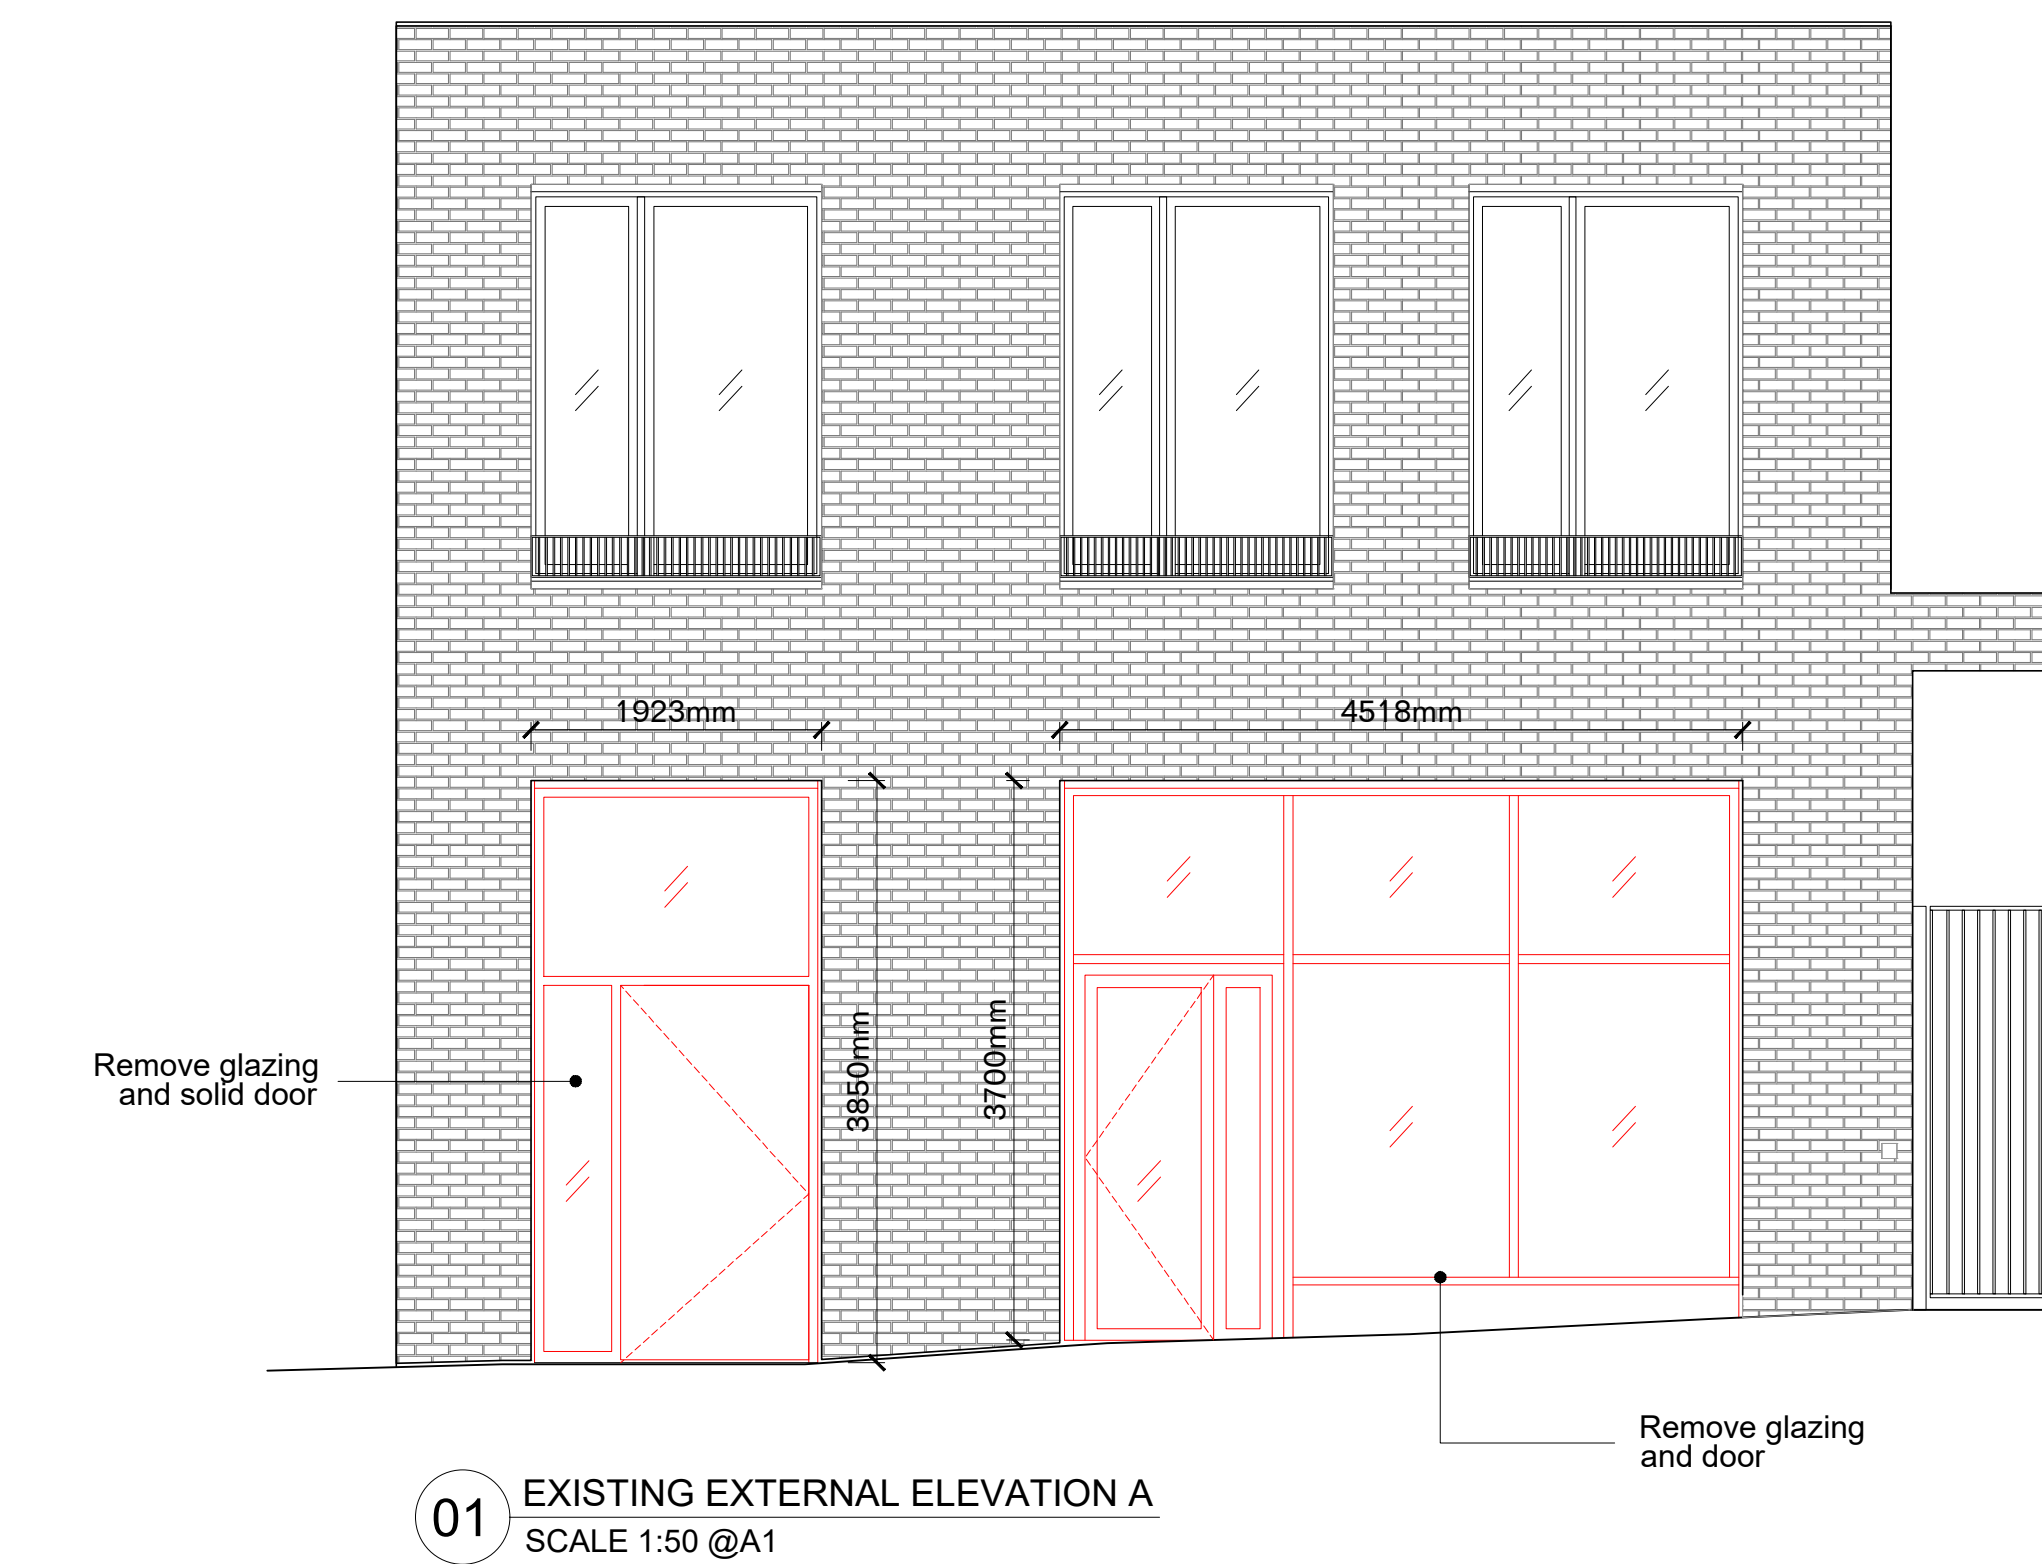 1923mm
4518mm
3850mm
3700mm
Remove glazing
and solid door
Remove glazing
and door
01
EXISTING EXTERNAL ELEVATION A
SCALE 1:50 @A1